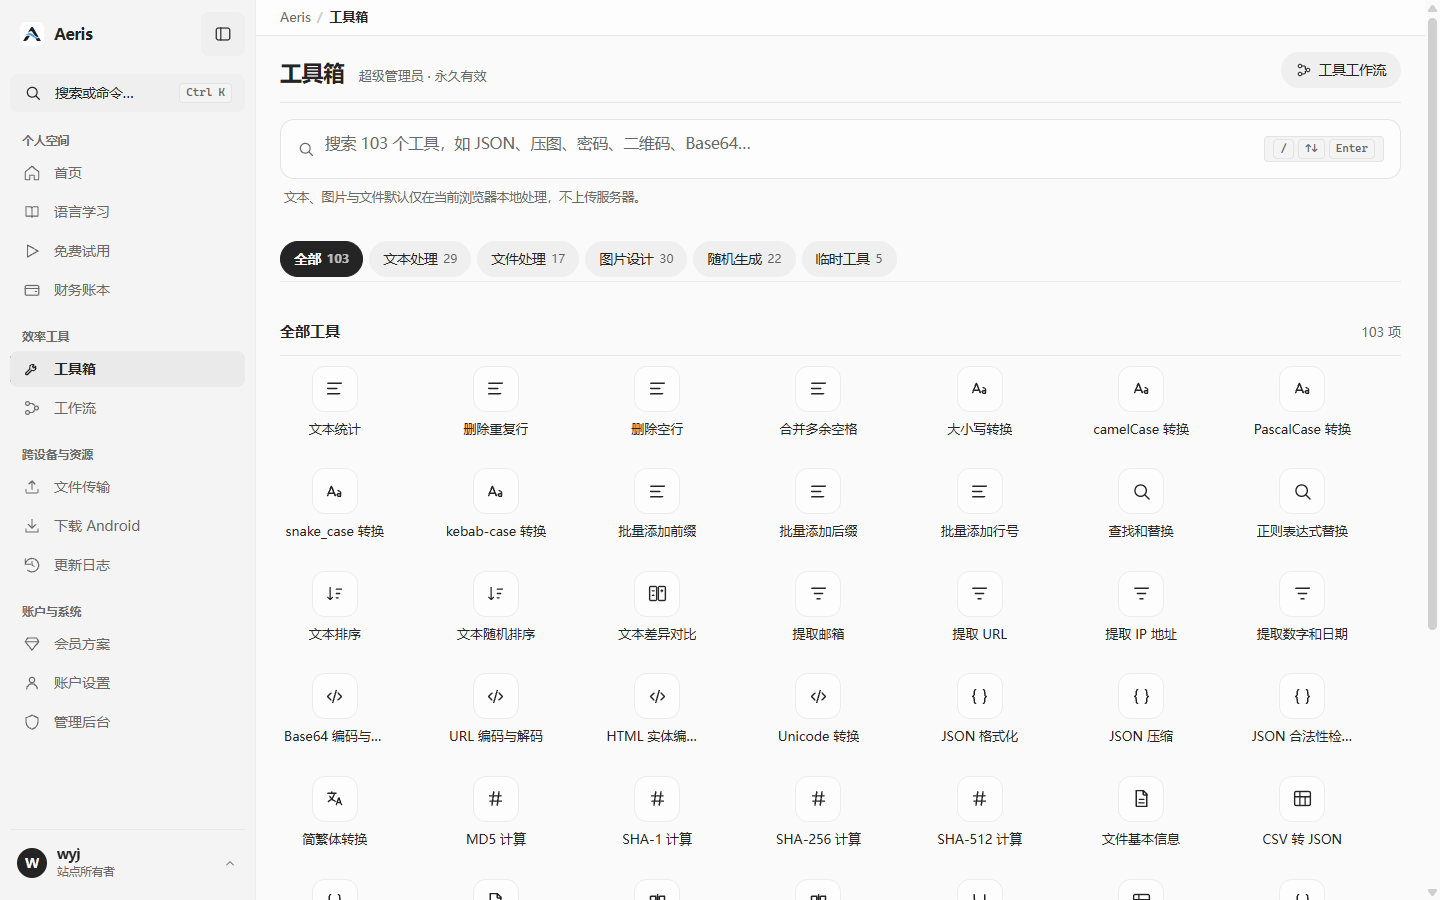 Aeris
搜索或命令... Ctrl K
个人空间
首页
语言学习
免费试用
财务账本
效率工具
工具箱
工作流
跨设备与资源
文件传输
下载 Android
更新日志
账户与系统
会员方案
账户设置
管理后台
W wyj
站点所有者
Aeris / 工具箱
工具箱 超级管理员 · 永久有效 工具工作流
搜索 103 个工具，如 JSON、压图、密码、二维码、Base64... / ↑↓ Enter
文本、图片与文件默认仅在当前浏览器本地处理，不上传服务器。
全部 103 文本处理 29 文件处理 17 图片设计 30 随机生成 22 临时工具 5
全部工具 103 项
Aa Aa Aa
文本统计 删除重复行 删除空行 合并多余空格 大小写转换 camelCase 转换 PascalCase 转换
Aa Aa
snake_case 转换 kebab-case 转换 批量添加前缀 批量添加后缀 批量添加行号 查找和替换 正则表达式替换
文本排序 文本随机排序 文本差异对比 提取邮箱 提取 URL 提取 IP 地址 提取数字和日期
Base64 编码与... URL 编码与解码 HTML 实体编... Unicode 转换 JSON 格式化 JSON 压缩 JSON 合法性检...
简繁体转换 MD5 计算 SHA-1 计算 SHA-256 计算 SHA-512 计算 文件基本信息 CSV 转 JSON